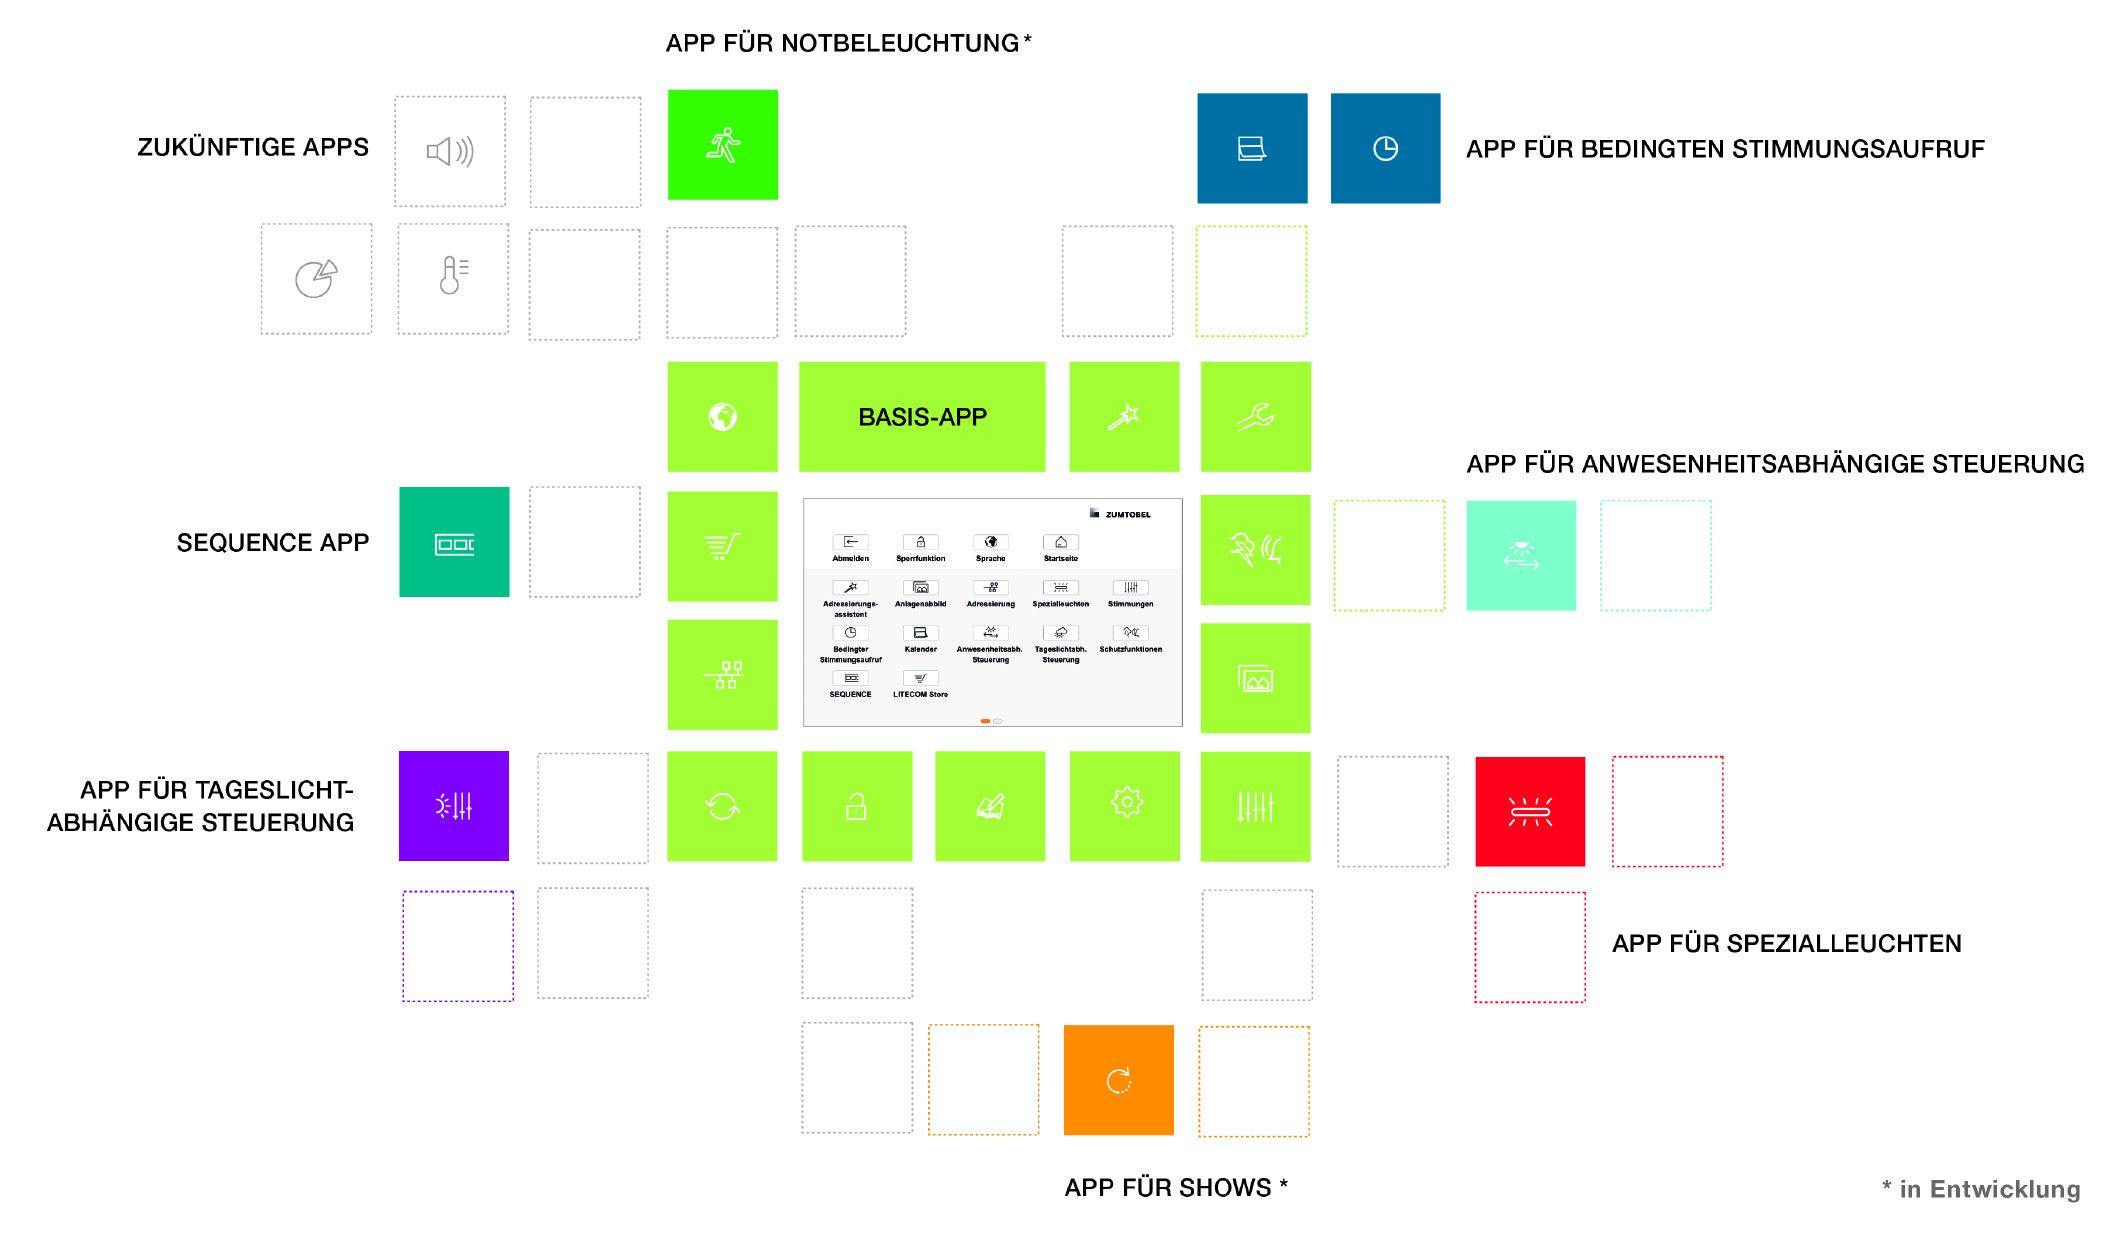 APP FÜR NOTBELEUCHTUNG *
ZUKÜNFTIGE APPS
APP FÜR BEDINGTEN STIMMUNGSAUFRUF
BASIS-APP
APP FÜR ANWESENHEITSABHÄNGIGE STEUERUNG
SEQUENCE APP
ZUMTOBEL
Abmelden
Sperrfunktion
Sprache
Startseite
Adressierungs-
assistent
Anlagenabbild
Adressierung
Spezialleuchten
Stimmungen
Bedingter
Stimmungsaufruf
Kalender
Anwesenheitsabh.
Steuerung
Tageslichtabh.
Steuerung
Schutzfunktionen
SEQUENCE
LITECOM Store
APP FÜR TAGESLICHT-
ABHÄNGIGE STEUERUNG
APP FÜR SPEZIALLEUCHTEN
APP FÜR SHOWS *
* in Entwicklung